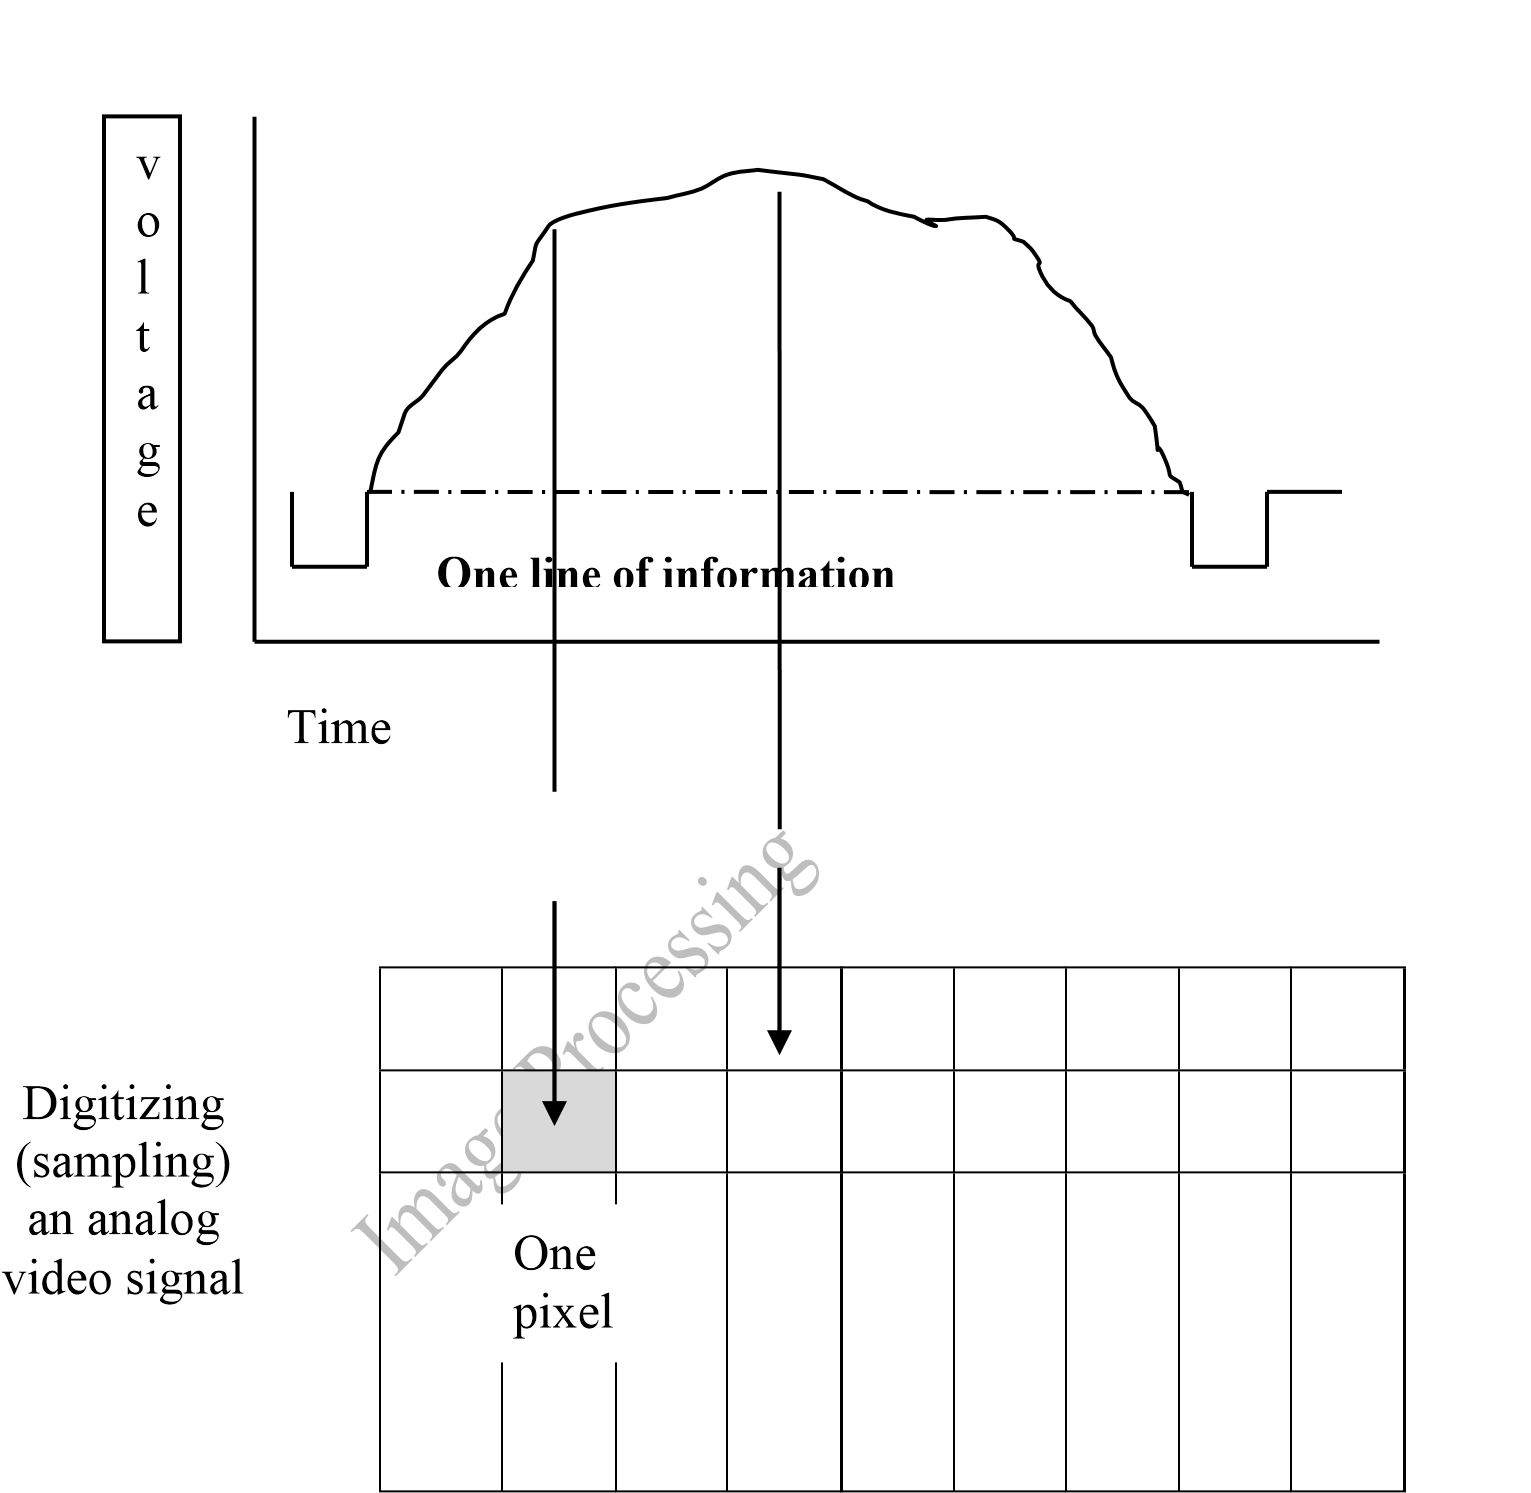 v
o
l
t
a
g
e
One line of information
Time
Image Processing
Digitizing
(sampling)
an analog
video signal
One
pixel